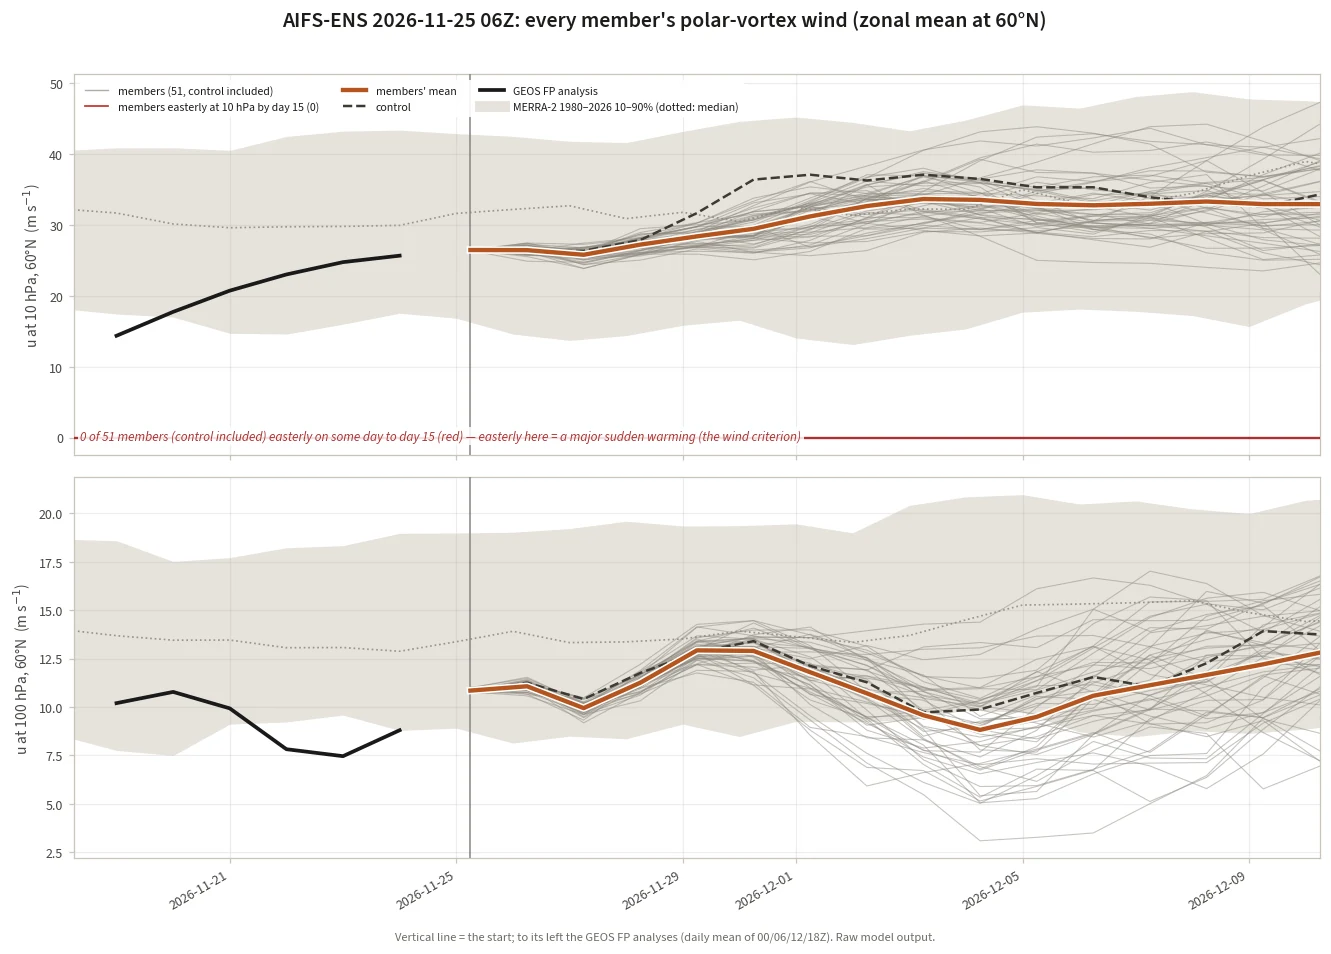 AIFS-ENS 2026-11-25 06Z: every member's polar-vortex wind (zonal mean at 60°N)
members (51, control included)
members easterly at 10 hPa by day 15 (0)
members' mean
control
GEOS FP analysis
MERRA-2 1980–2026 10–90% (dotted: median)
u at 10 hPa, 60°N (m s⁻¹)
50
40
30
20
10
0
0 of 51 members (control included) easterly on some day to day 15 (red) — easterly here = a major sudden warming (the wind criterion)
u at 100 hPa, 60°N (m s⁻¹)
20.0
17.5
15.0
12.5
10.0
7.5
5.0
2.5
2026-11-21
2026-11-25
2026-11-29
2026-12-01
2026-12-05
2026-12-09
Vertical line = the start; to its left the GEOS FP analyses (daily mean of 00/06/12/18Z). Raw model output.